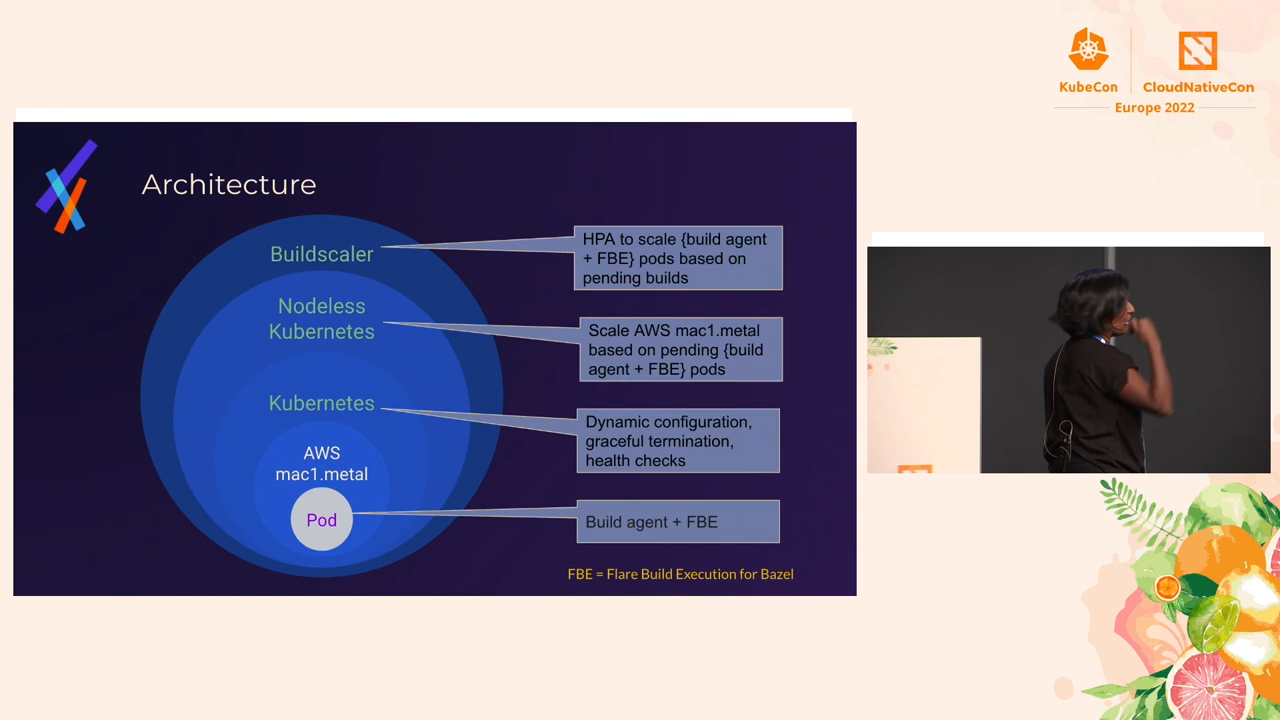 KubeCon
CloudNativeCon
Europe 2022
Architecture
Buildscaler
HPA to scale {build agent
+ FBE} pods based on
pending builds
Nodeless
Kubernetes
Scale AWS mac1.metal
based on pending {build
agent + FBE} pods
Kubernetes
Dynamic configuration,
graceful termination,
health checks
AWS
mac1.metal
Pod
Build agent + FBE
FBE = Flare Build Execution for Bazel